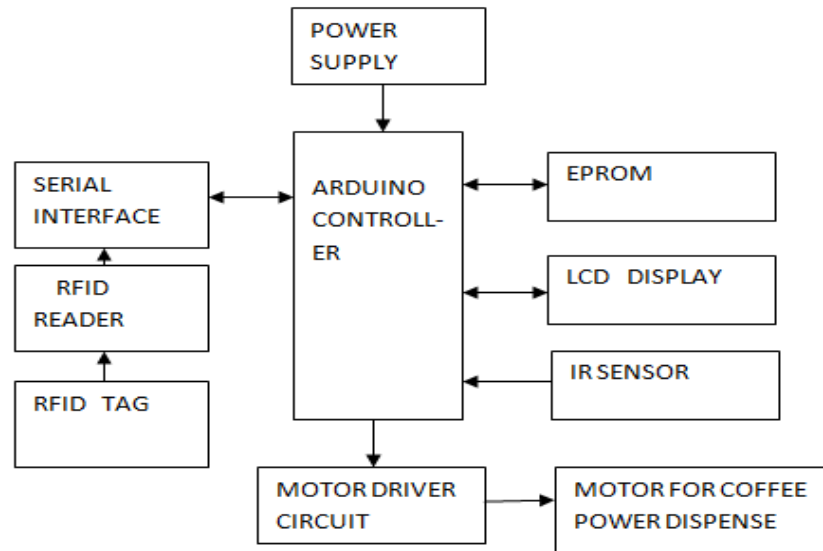 POWER
SUPPLY
SERIAL
INTERFACE
ARDUINO
CONTROLL-
ER
EPROM
RFID
READER
LCD DISPLAY
RFID TAG
IR SENSOR
MOTOR DRIVER
CIRCUIT
MOTOR FOR COFFEE
POWER DISPENSE